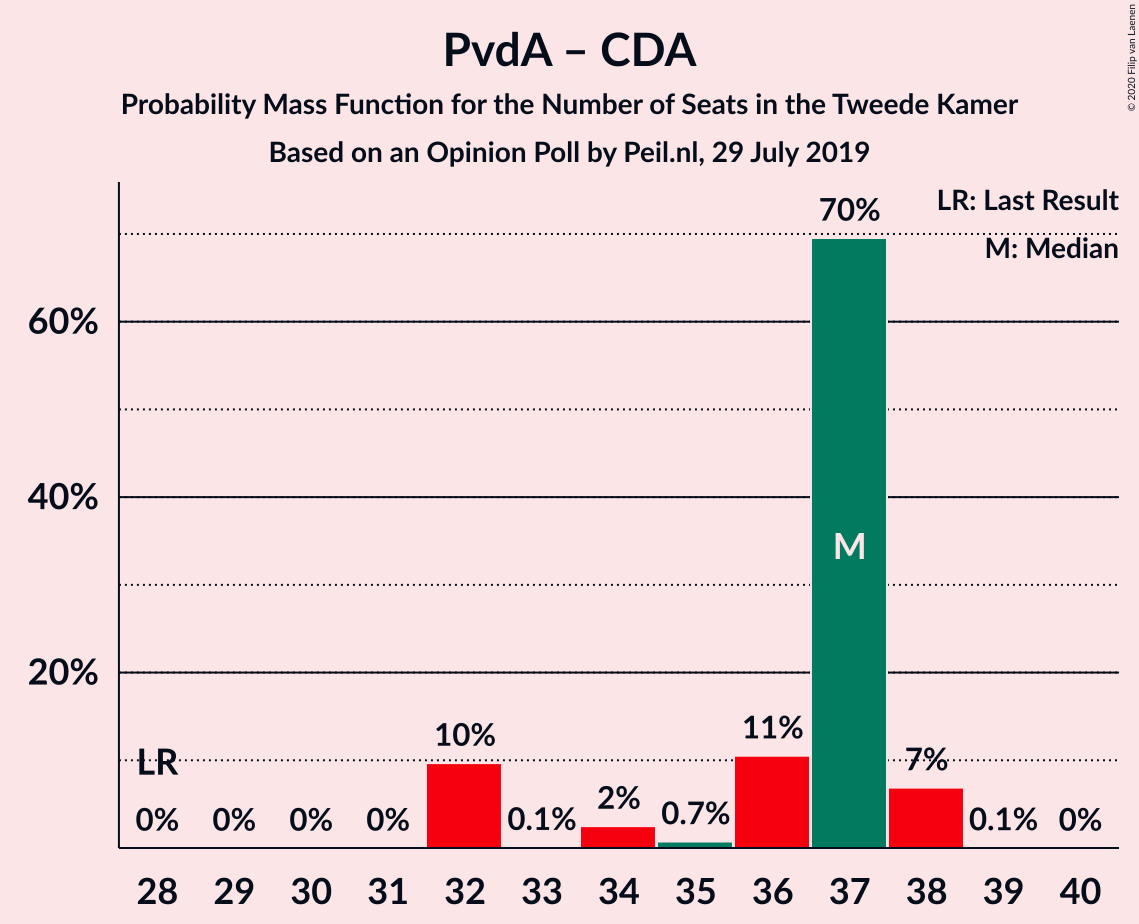 PvdA – CDA
Probability Mass Function for the Number of Seats in the Tweede Kamer
Based on an Opinion Poll by Peil.nl, 29 July 2019
© 2020 Filip van Laenen
LR: Last Result
M: Median
60%
40%
20%
LR
0% 0% 0% 0% 10% 0.1% 2% 0.7% 11% 70% 7% 0.1% 0%
M
28 29 30 31 32 33 34 35 36 37 38 39 40